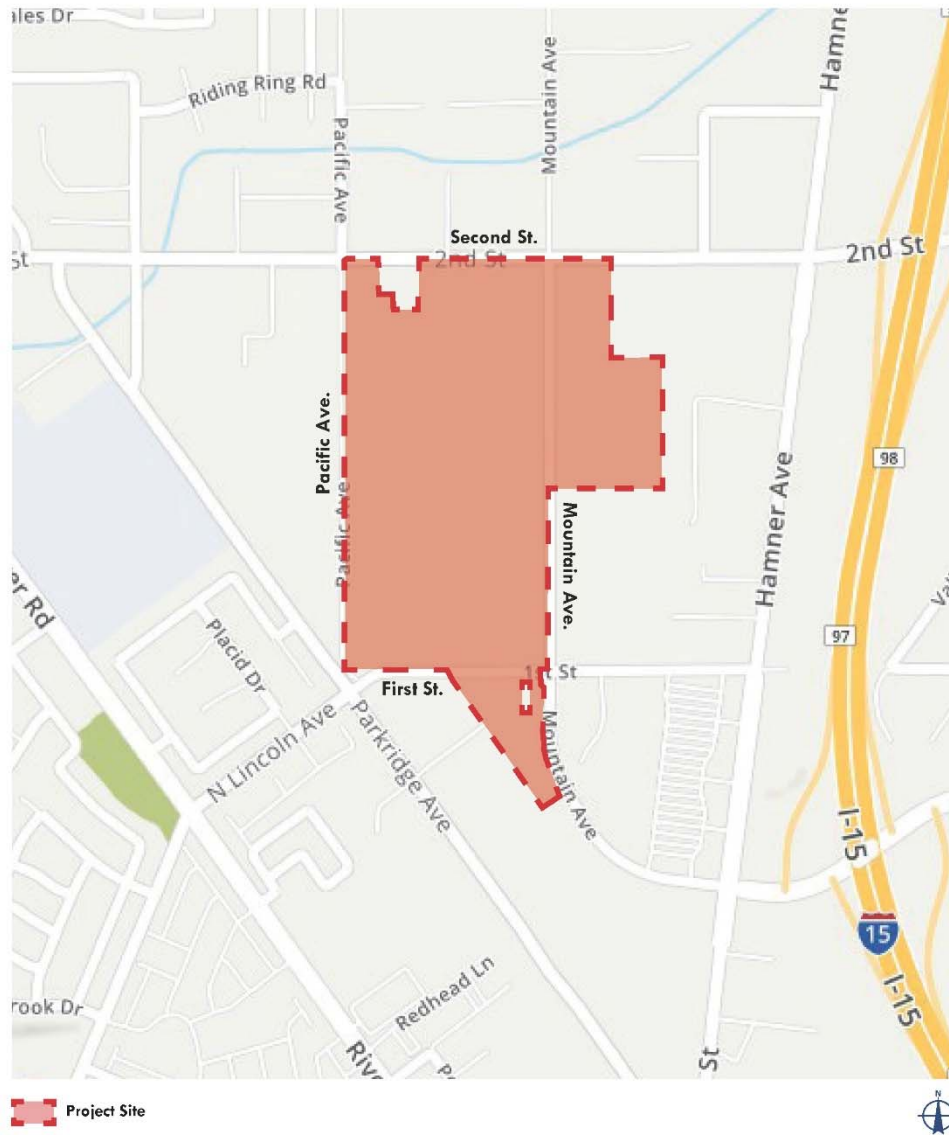 ales Dr
Riding Ring Rd
Pacific Ave
Mountain Ave
Hamne
Second St.
2nd St
2nd St
St
Pacific Ave.
Pacific Ave
Mountain Ave.
Hamner Ave
98
97
er Rd
Placid Dr
1st St
First St.
N Lincoln Ave
Parkridge Ave
Mountain Ave
I-15
15
I-15
Redhead Ln
rook Dr
Riv
St
Project Site
N